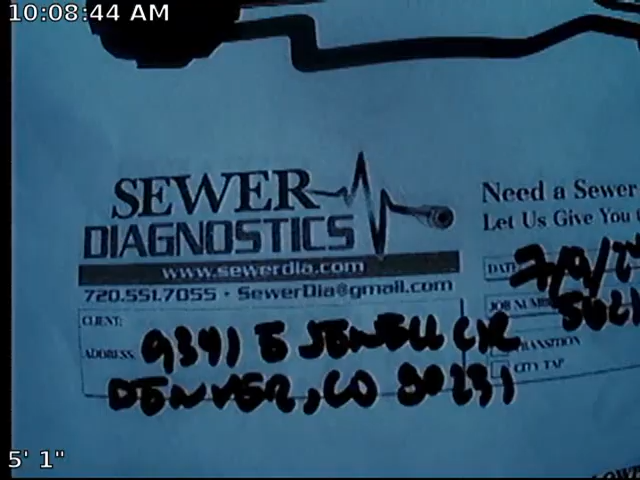 10:08:44 AM
SEWER
DIAGNOSTICS
www.sewerdia.com
720.551.7055 • SewerDia@gmail.com
Need a Sewer
Let Us Give You
DATE
JOB NUM
CLIENT:
ADDRESS 9341 E JEWELL CIR
DENVER, CO 80231
TRANSITION
CITY TAP
5' 1"